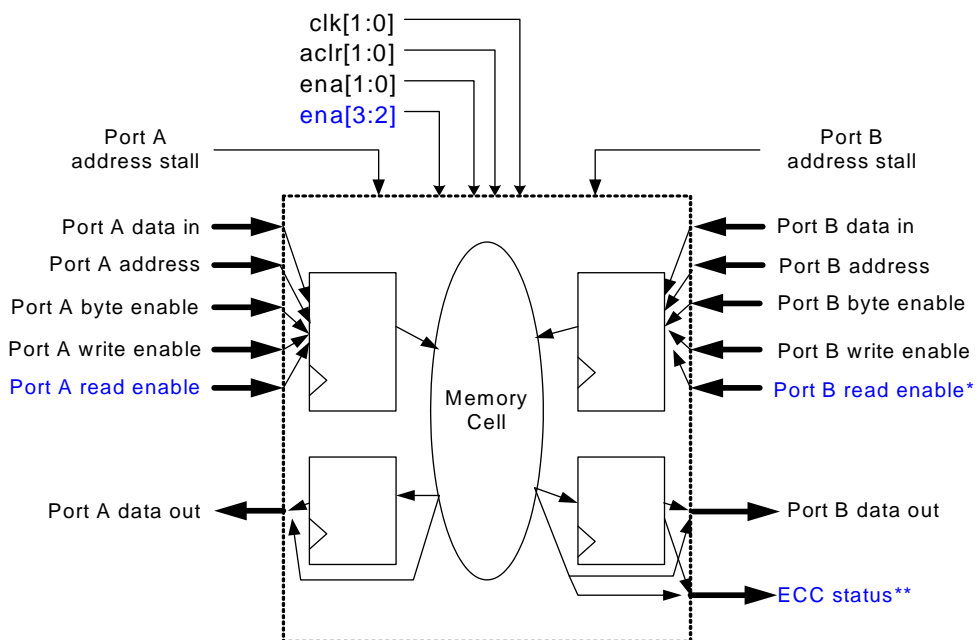 clk[1:0]
aclr[1:0]
ena[1:0]
ena[3:2]
Port A
address stall
Port B
address stall
Port A data in
Port A address
Port A byte enable
Port A write enable
Port A read enable
Port B data in
Port B address
Port B byte enable
Port B write enable
Port B read enable*
Memory
Cell
Port A data out
Port B data out
ECC status**